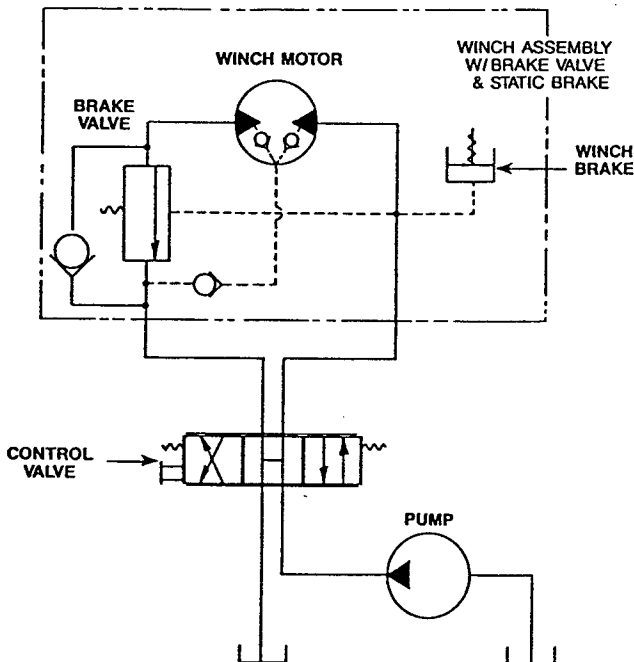 WINCH ASSEMBLY
W/BRAKE VALVE
& STATIC BRAKE
WINCH MOTOR
BRAKE
VALVE
WINCH
BRAKE
CONTROL
VALVE
PUMP